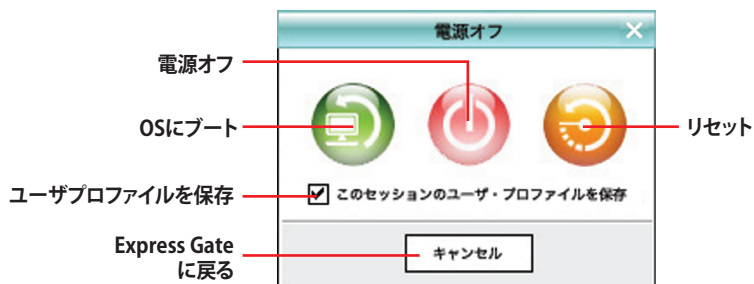 電源オフ
電源オフ
OSにブート
リセット
ユーザプロファイルを保存
このセッションのユーザ・プロファイルを保存
Express Gate
に戻る
キャンセル